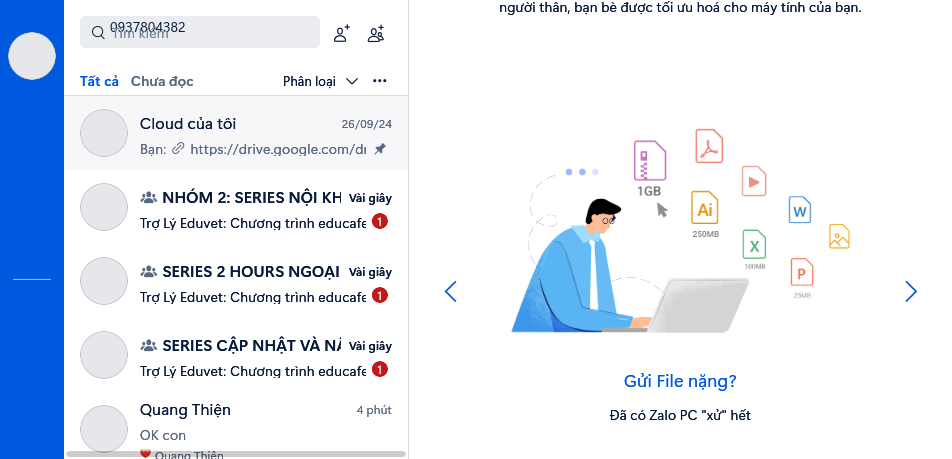 người thân, bạn bè được tối ưu hoá cho máy tính của bạn.
0937804382
Tìm kiếm
Tất cả Chưa đọc Phân loại
Cloud của tôi 26/09/24
Bạn: https://drive.google.com/dr
NHÓM 2: SERIES NỘI KH Vài giây
Trợ Lý Eduvet: Chương trình educafe 1
SERIES 2 HOURS NGOẠI Vài giây
Trợ Lý Eduvet: Chương trình educafe 1
SERIES CẬP NHẬT VÀ NÂ Vài giây
Trợ Lý Eduvet: Chương trình educafe 1
Quang Thiện 4 phút
OK con
Quang Thiện
1GB
Ai
250MB
W
X
100MB
P
25MB
Gửi File nặng?
Đã có Zalo PC "xử" hết